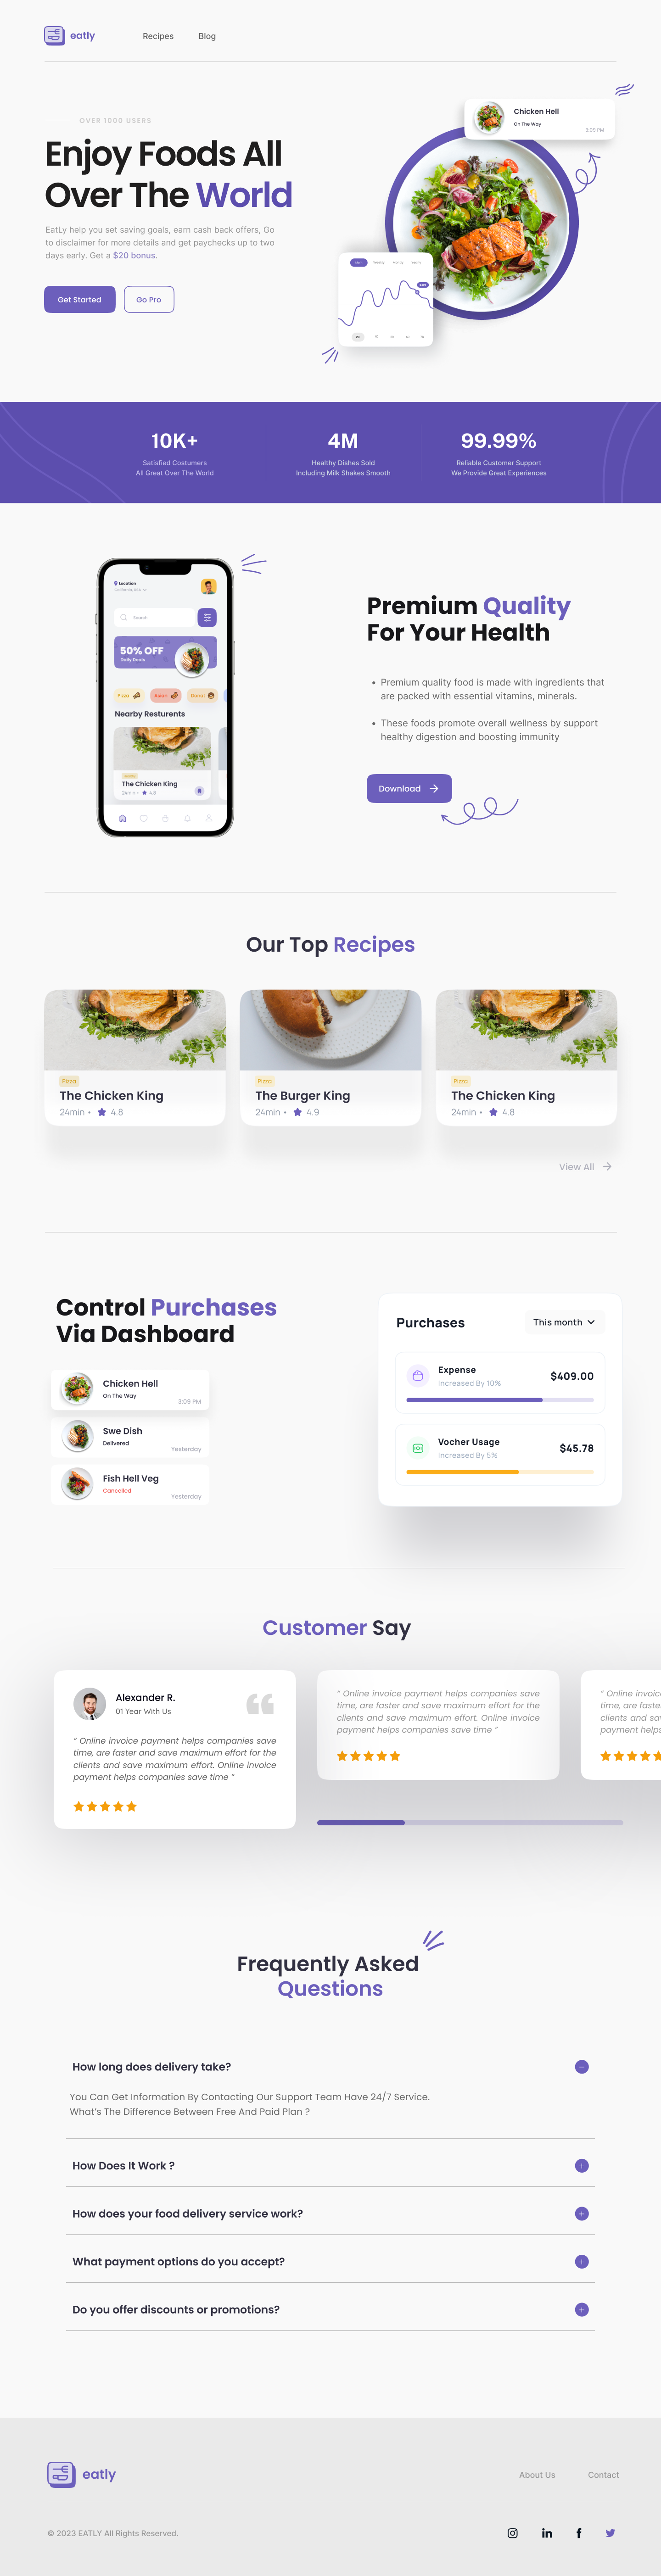 eatly
Recipes
Blog
OVER 1000 USERS
Enjoy Foods All
Over The World
EatLy help you set saving goals, earn cash back offers, Go
to disclaimer for more details and get paychecks up to two
days early. Get a $20 bonus.
Get Started
Go Pro
Chicken Hell
On The Way
3:09 PM
10K+
Satisfied Costumers
All Great Over The World
4M
Healthy Dishes Sold
Including Milk Shakes Smooth
99.99%
Reliable Customer Support
We Provide Great Experiences
Location
California, USA
Search
50% OFF
Daily Deals
Pizza
Asian
Donat
Nearby Resturents
Healthy
The Chicken King
24min • 4.8
Premium Quality
For Your Health
• Premium quality food is made with ingredients that
are packed with essential vitamins, minerals.
• These foods promote overall wellness by support
healthy digestion and boosting immunity
Download
Our Top Recipes
Pizza
The Chicken King
24min • 4.8
Pizza
The Burger King
24min • 4.9
Pizza
The Chicken King
24min • 4.8
View All
Control Purchases
Via Dashboard
Chicken Hell
On The Way
3:09 PM
Swe Dish
Delivered
Yesterday
Fish Hell Veg
Cancelled
Yesterday
Purchases
This month
Expense
Increased By 10%
$409.00
Vocher Usage
Increased By 5%
$45.78
Customer Say
Alexander R.
01 Year With Us
“ Online invoice payment helps companies save
time, are faster and save maximum effort for the
clients and save maximum effort. Online invoice
payment helps companies save time ”
“ Online invoice payment helps companies save
time, are faster and save maximum effort for the
clients and save maximum effort. Online invoice
payment helps companies save time ”
“ Online invoic
time, are faste
clients and sa
payment helps
Frequently Asked
Questions
How long does delivery take?
You Can Get Information By Contacting Our Support Team Have 24/7 Service.
What’s The Difference Between Free And Paid Plan ?
How Does It Work ?
How does your food delivery service work?
What payment options do you accept?
Do you offer discounts or promotions?
eatly
About Us
Contact
© 2023 EATLY All Rights Reserved.